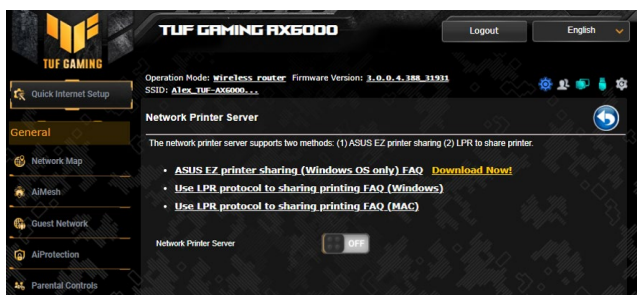 TUF GAMING AX6000
Logout
English
TUF GAMING
Operation Mode: Wireless router Firmware Version: 3.0.0.4.388_31931
SSID: Alex_TUF-AX6000...
Quick Internet Setup
General
Network Map
AiMesh
Guest Network
AiProtection
Parental Controls
Network Printer Server
The network printer server supports two methods: (1) ASUS EZ printer sharing (2) LPR to share printer.
ASUS EZ printer sharing (Windows OS only) FAQ Download Now!
Use LPR protocol to sharing printing FAQ (Windows)
Use LPR protocol to sharing printing FAQ (MAC)
Network Printer Server OFF